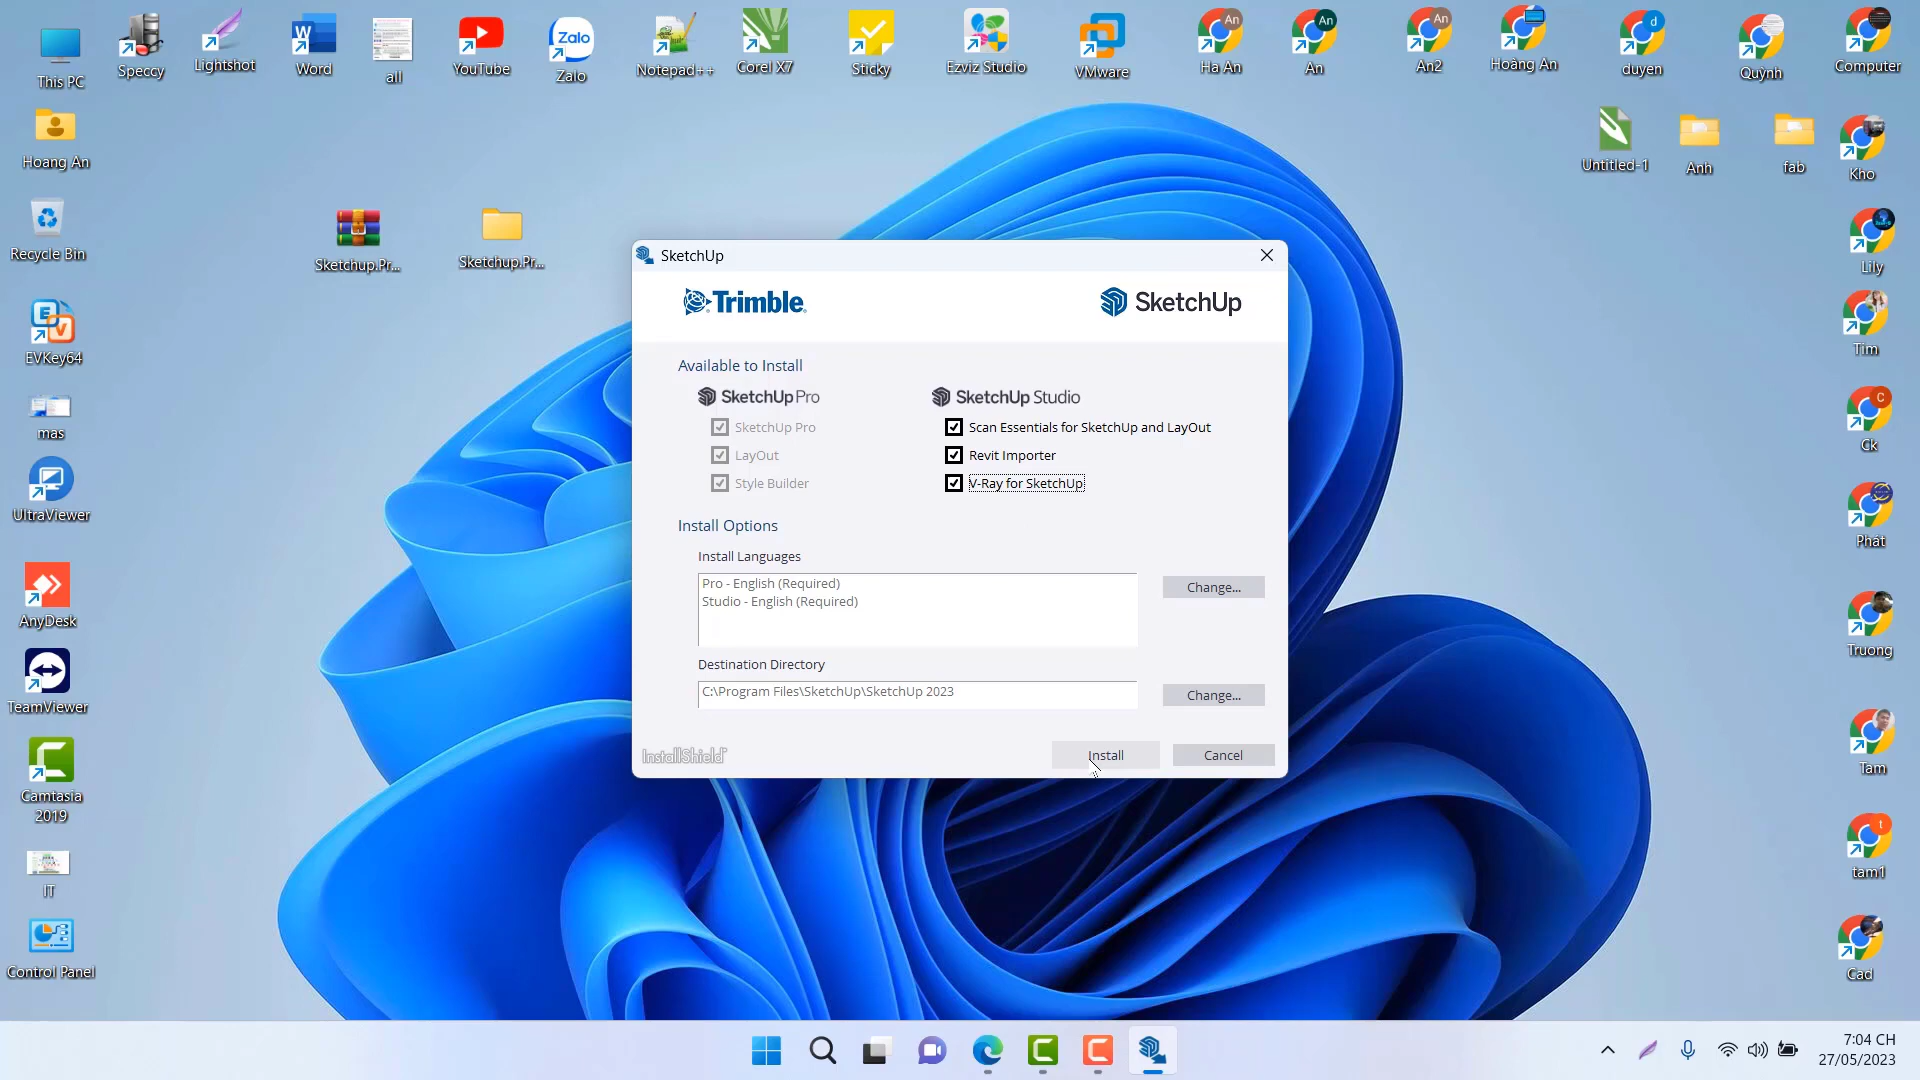 This PC
Speccy
Lightshot
Word
all
YouTube
Zalo
Zalo
Notepad++
Corel X7
Sticky
Ezviz Studio
VMware
Ha An
An
An2
Hoàng An
duyen
Quỳnh
Computer
Hoang An
Untitled-1
Anh
fab
Kho
Recycle Bin
Sketchup.Pr...
Sketchup.Pr...
Lily
EVKey64
Tim
mas
Ck
UltraViewer
Phát
AnyDesk
Truong
TeamViewer
Tam
Camtasia
2019
tam1
IT
Control Panel
Cad
SketchUp
Trimble
SketchUp
Available to Install
SketchUp Pro
SketchUp Studio
SketchUp Pro
Scan Essentials for SketchUp and LayOut
LayOut
Revit Importer
Style Builder
V-Ray for SketchUp
Install Options
Install Languages
Pro - English (Required)
Studio - English (Required)
Change...
Destination Directory
C:\Program Files\SketchUp\SketchUp 2023
Change...
InstallShield
Install
Cancel
7:04 CH
27/05/2023